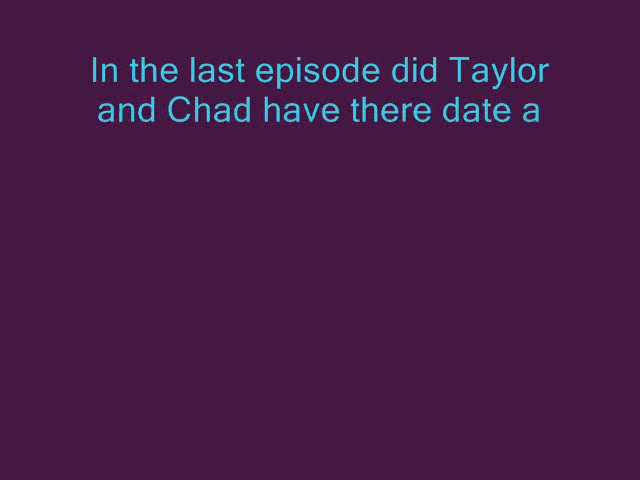 In the last episode did Taylor
and Chad have there date a